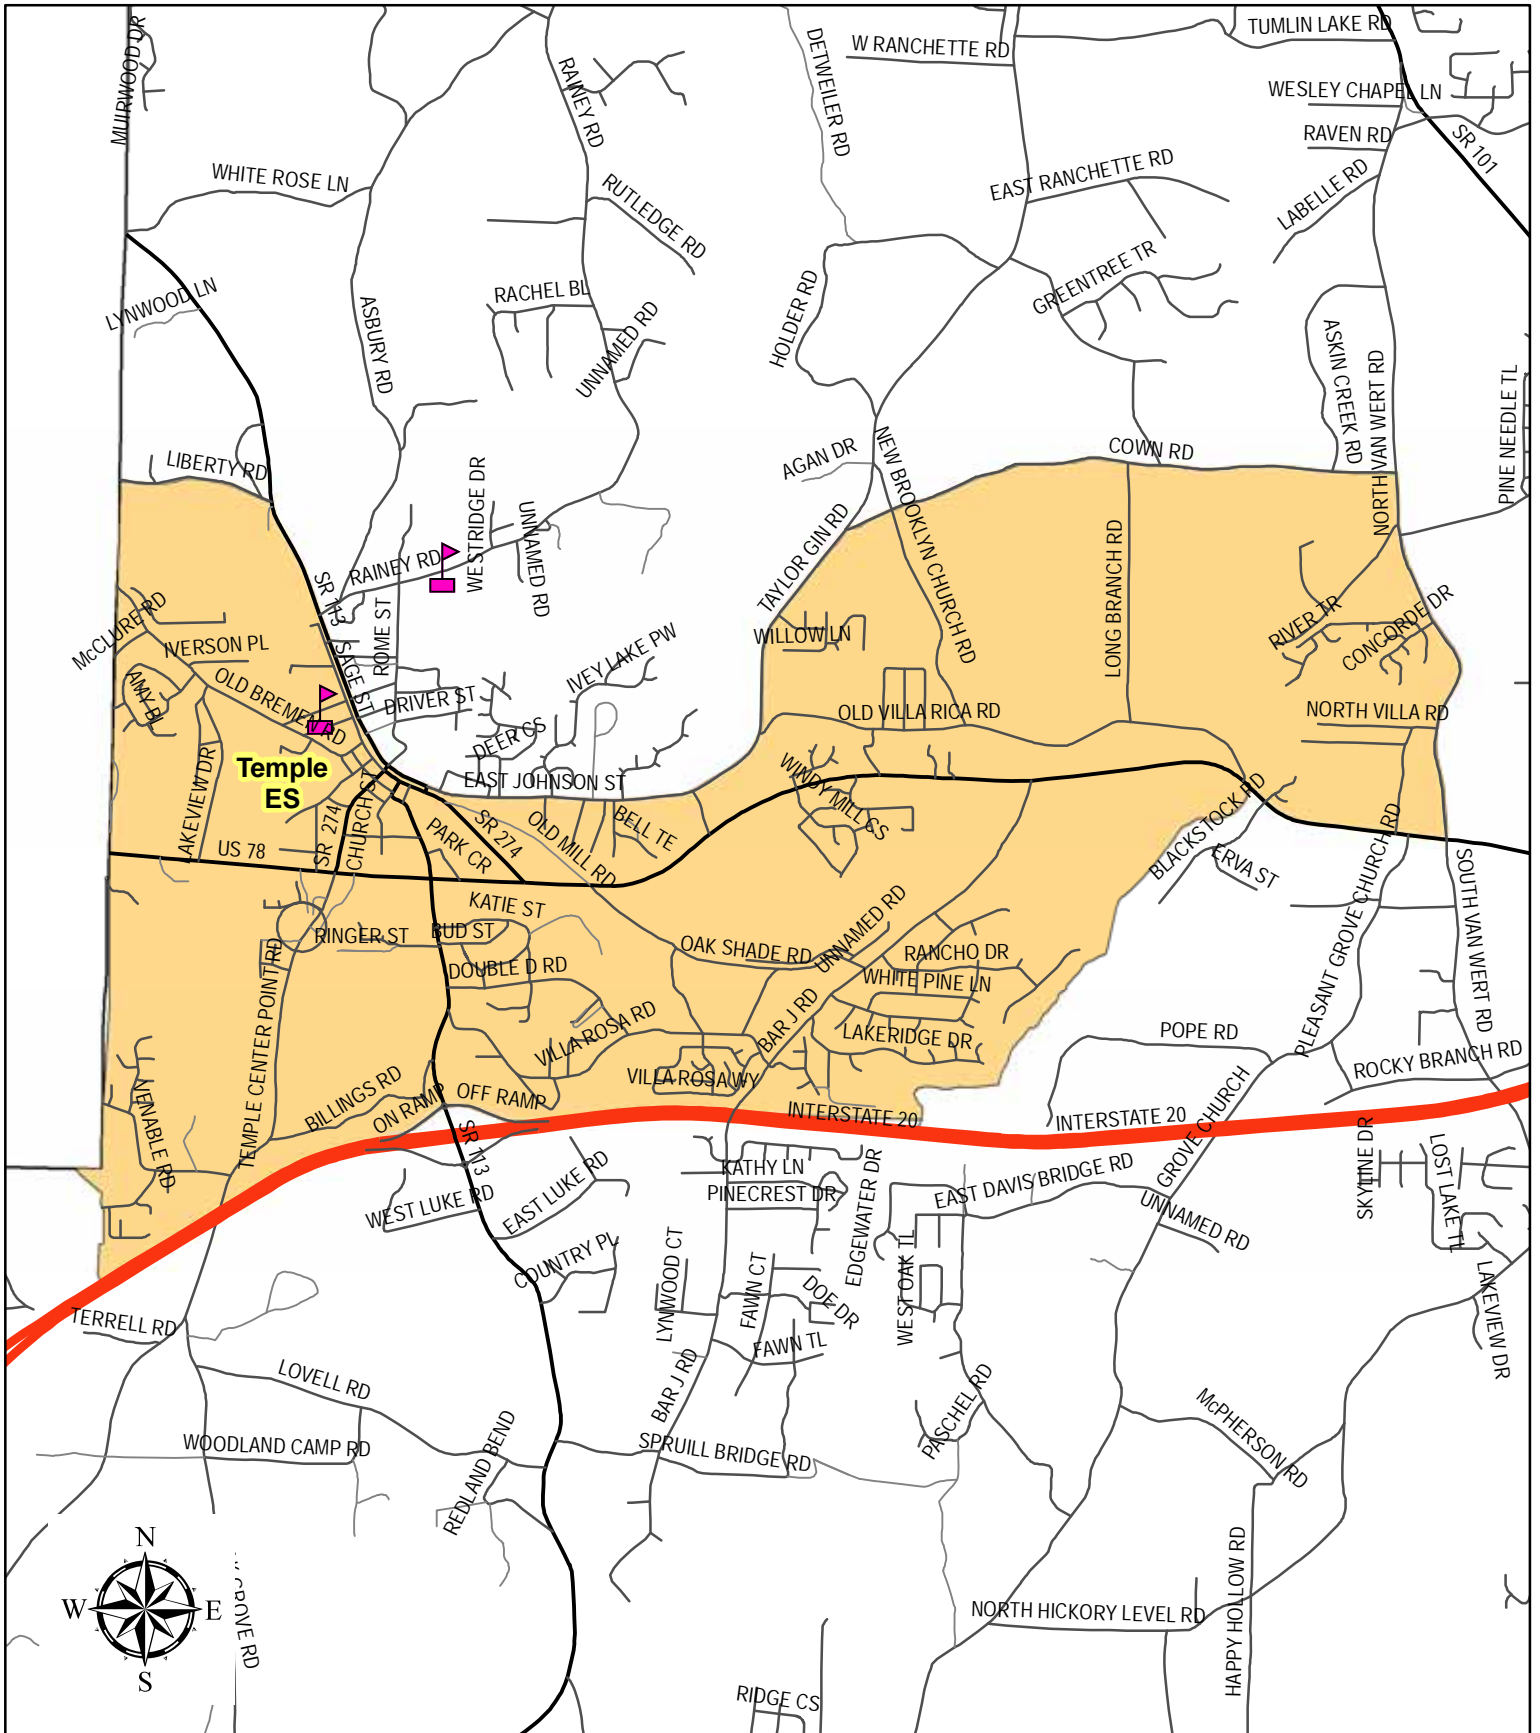 MUIRWOOD DR
W RANCHETTE RD
TUMLIN LAKE RD
DETWEILER RD
RAINEY RD
WESLEY CHAPEL LN
RAVEN RD
SR 101
WHITE ROSE LN
RUTLEDGE RD
EAST RANCHETTE RD
LABELLE RD
LYNWOOD LN
RACHEL BL
UNNAMED RD
HOLDER RD
GREENTREE TR
ASBURY RD
ASKIN CREEK RD
NORTH VAN WERT RD
PINE NEEDLE TL
LIBERTY RD
WESTRIDGE DR
AGAN DR
NEW BROOKLYN CHURCH RD
COWN RD
UNNAMED RD
TAYLOR GIN RD
LONG BRANCH RD
SR 113
RAINEY RD
McCLURE RD
IVERSON PL
SAGE ST
ROME ST
IVEY LAKE PW
WILLOW LN
RIVER TR
CONCORDE DR
AMY BL
OLD BREMEN RD
DRIVER ST
DEER CS
OLD VILLA RICA RD
NORTH VILLA RD
Temple
ES
LAKEVIEW DR
EAST JOHNSON ST
WINDY MILL CS
BLACKSTOCK RD
US 78
SR 274
CHURCH ST
PARK CR
SR 274
OLD MILL RD
BELL TE
ERVA ST
PLEASANT GROVE CHURCH RD
SOUTH VAN WERT RD
KATIE ST
RINGER ST
BUD ST
OAK SHADE RD
UNNAMED RD
RANCHO DR
DOUBLE D RD
WHITE PINE LN
TEMPLE CENTER POINT RD
VILLA ROSA RD
BAR J RD
LAKERIDGE DR
POPE RD
ROCKY BRANCH RD
VENABLE RD
BILLINGS RD
ON RAMP
OFF RAMP
VILLA ROSA WY
INTERSTATE 20
INTERSTATE 20
GROVE CHURCH
SR 113
WEST LUKE RD
EAST LUKE RD
KATHY LN
PINECREST DR
EDGEWATER DR
EAST DAVIS BRIDGE RD
UNNAMED RD
SKYLINE DR
LOST LAKE TL
COUNTRY PL
LYNWOOD CT
FAWN CT
DOE DR
WEST OAK TL
LAKEVIEW DR
TERRELL RD
FAWN TL
LOVELL RD
BAR J RD
PASCHEL RD
McPHERSON RD
WOODLAND CAMP RD
REDLAND BEND
SPRUILL BRIDGE RD
N
W
E
S
GROVE RD
NORTH HICKORY LEVEL RD
HAPPY HOLLOW RD
RIDGE CS